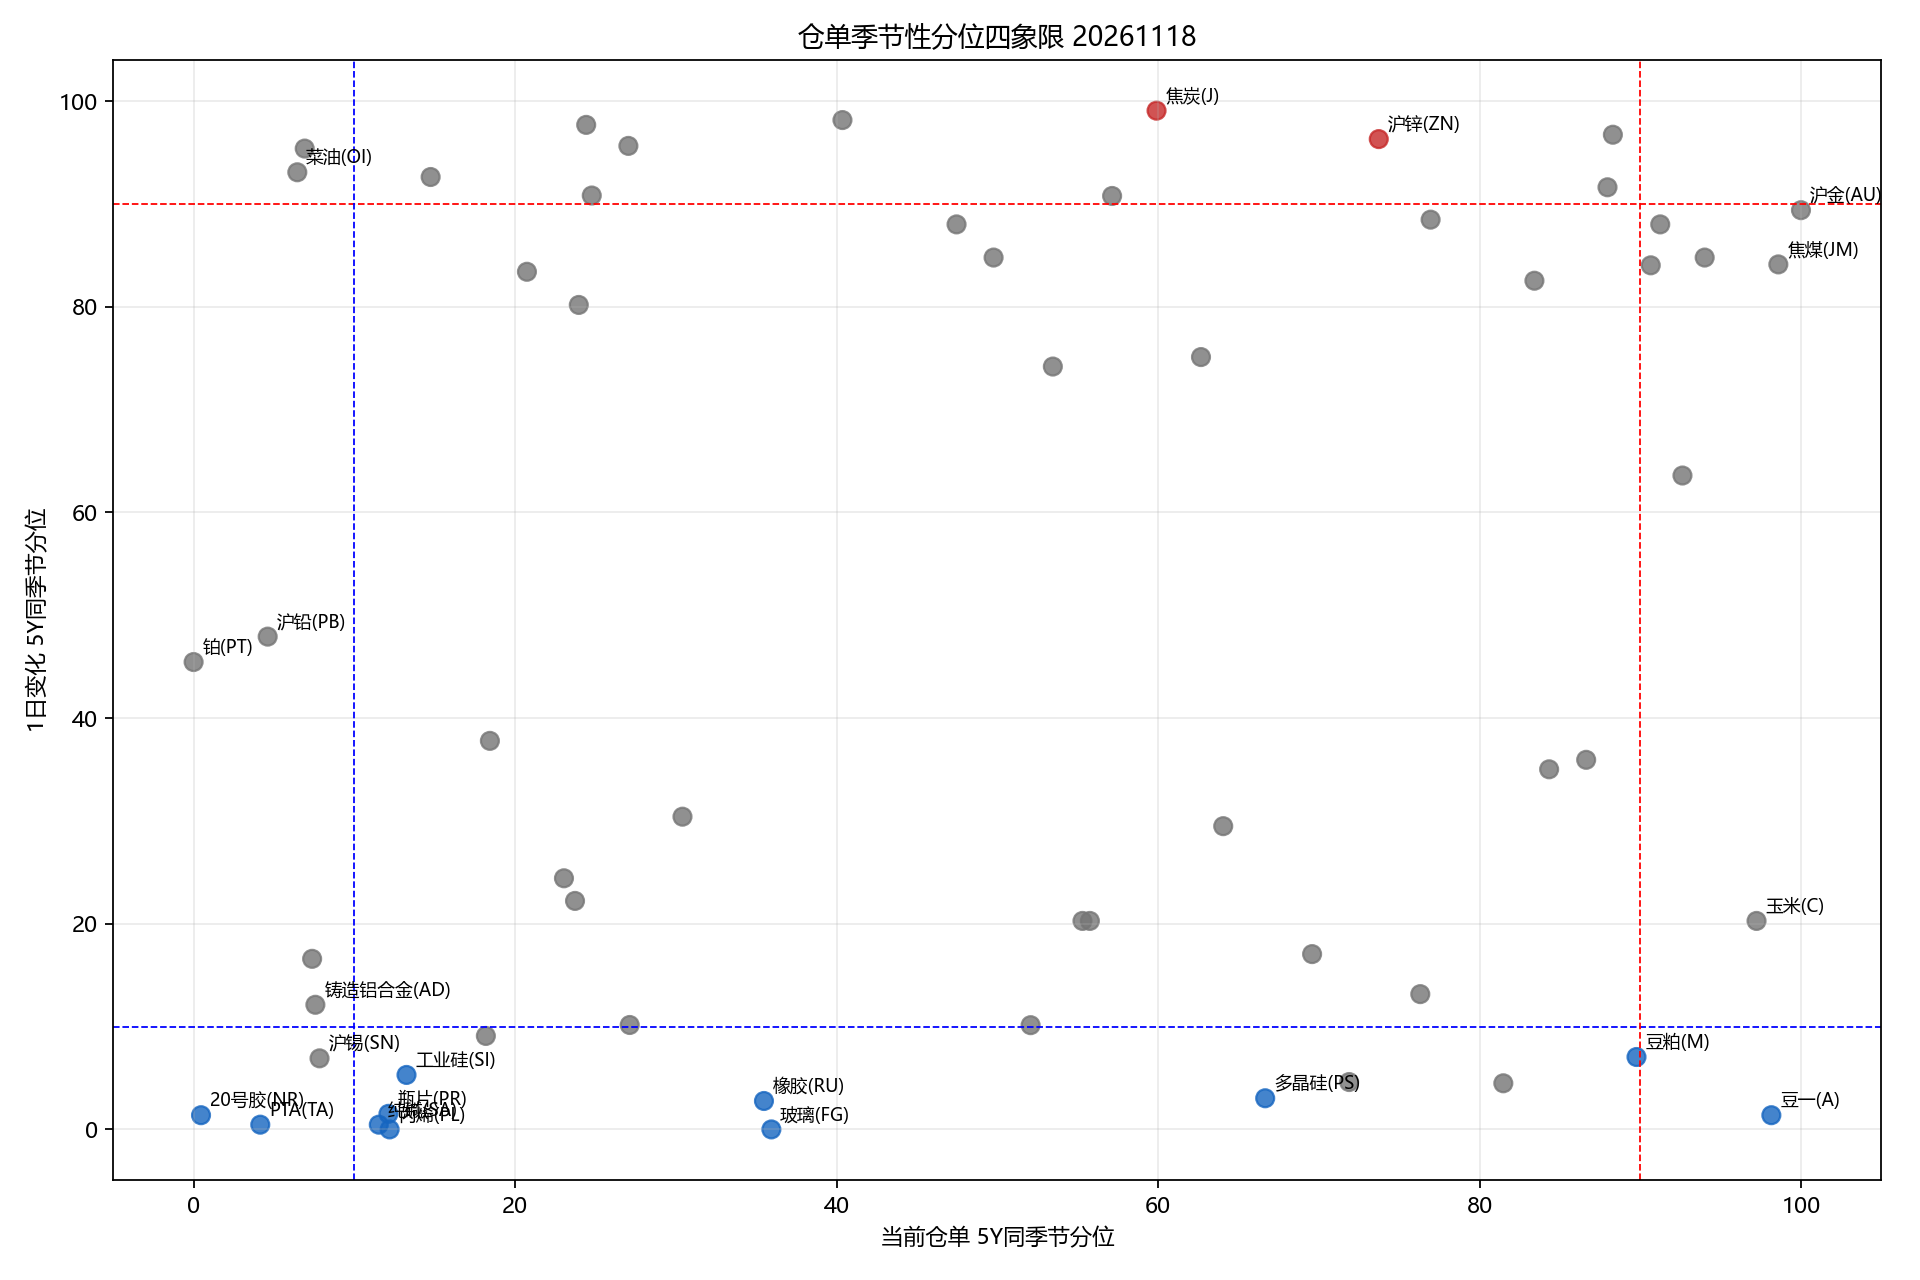 仓单季节性分位四象限 20261118
1日变化 5Y同季节分位
100
80
60
40
20
0
焦炭(J)
沪锌(ZN)
菜油(OI)
沪金(AU)
焦煤(JM)
沪铅(PB)
铂(PT)
玉米(C)
铸造铝合金(AD)
沪锡(SN)
豆粕(M)
工业硅(SI)
橡胶(RU)
多晶硅(PS)
20号胶(NR)
瓶片(PR)
豆一(A)
PTA(TA)
纯碱(SA)
丙烯(PL)
玻璃(FG)
0
20
40
60
80
100
当前仓单 5Y同季节分位